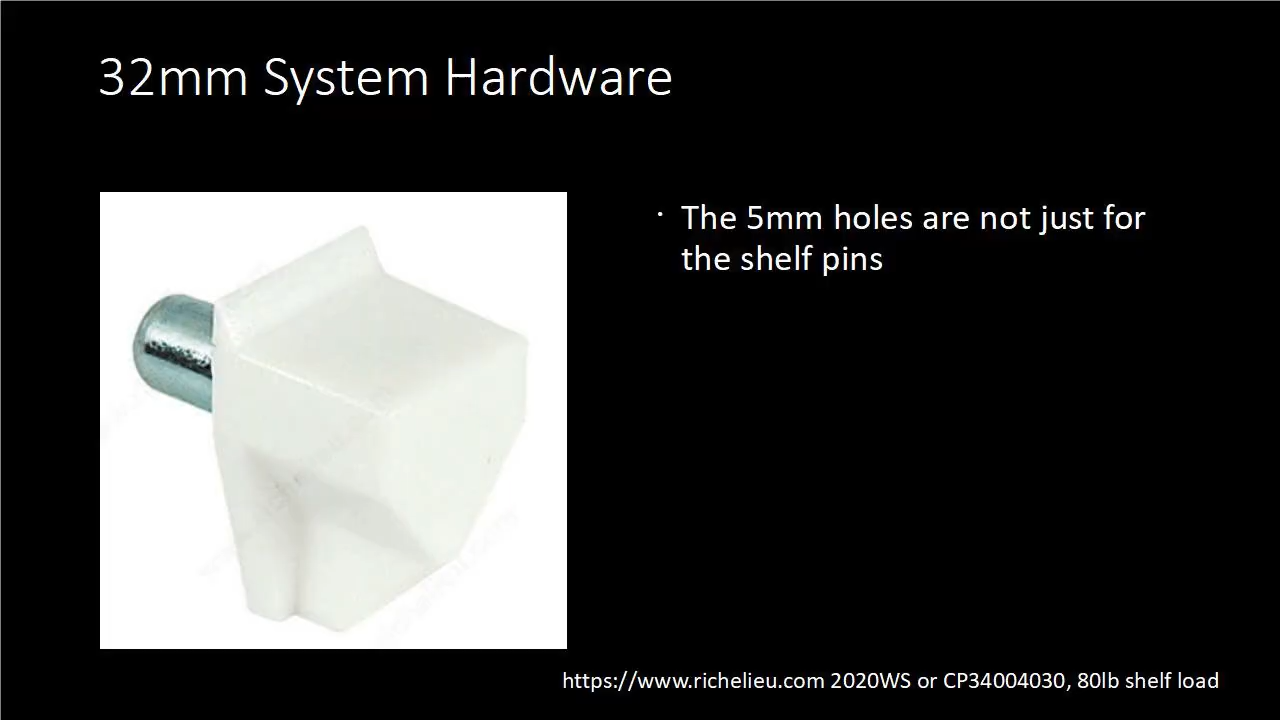 32mm System Hardware
· The 5mm holes are not just for
the shelf pins
https://www.richelieu.com 2020WS or CP34004030, 80lb shelf load